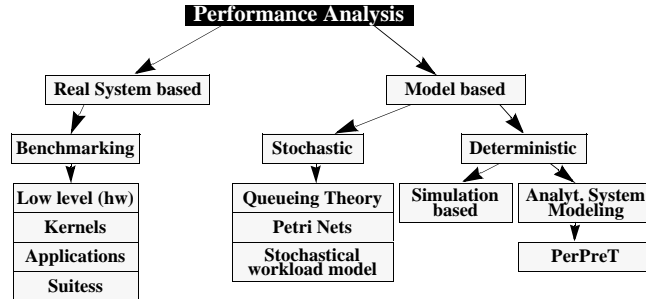 Performance Analysis
Real System based
Model based
Benchmarking
Stochastic
Deterministic
Low level (hw)
Kernels
Applications
Suitess
Queueing Theory
Petri Nets
Stochastical
workload model
Simulation
based
Analyt. System
Modeling
PerPreT